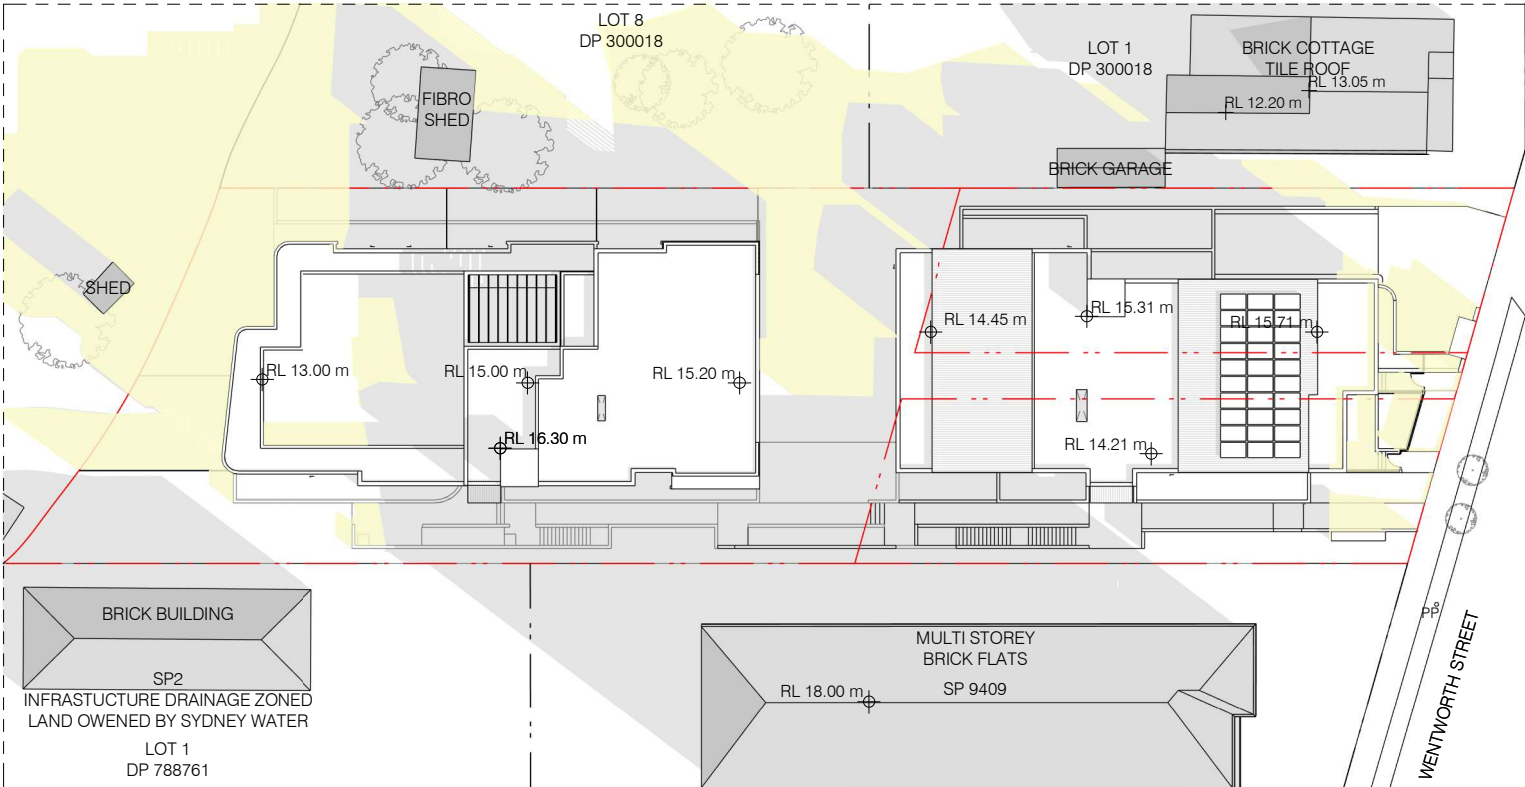 LOT 8
DP 300018
LOT 1
DP 300018
BRICK COTTAGE
TILE ROOF
RL 13.05 m
RL 12.20 m
FIBRO
SHED
BRICK GARAGE
SHED
RL 14.45 m
RL 15.31 m
RL 15.71 m
RL 13.00 m
RL 15.00 m
RL 15.20 m
RL 16.30 m
RL 14.21 m
BRICK BUILDING
SP2
INFRASTUCTURE DRAINAGE ZONED
LAND OWENED BY SYDNEY WATER
LOT 1
DP 788761
MULTI STOREY
BRICK FLATS
SP 9409
RL 18.00 m
PP
WENTWORTH STREET